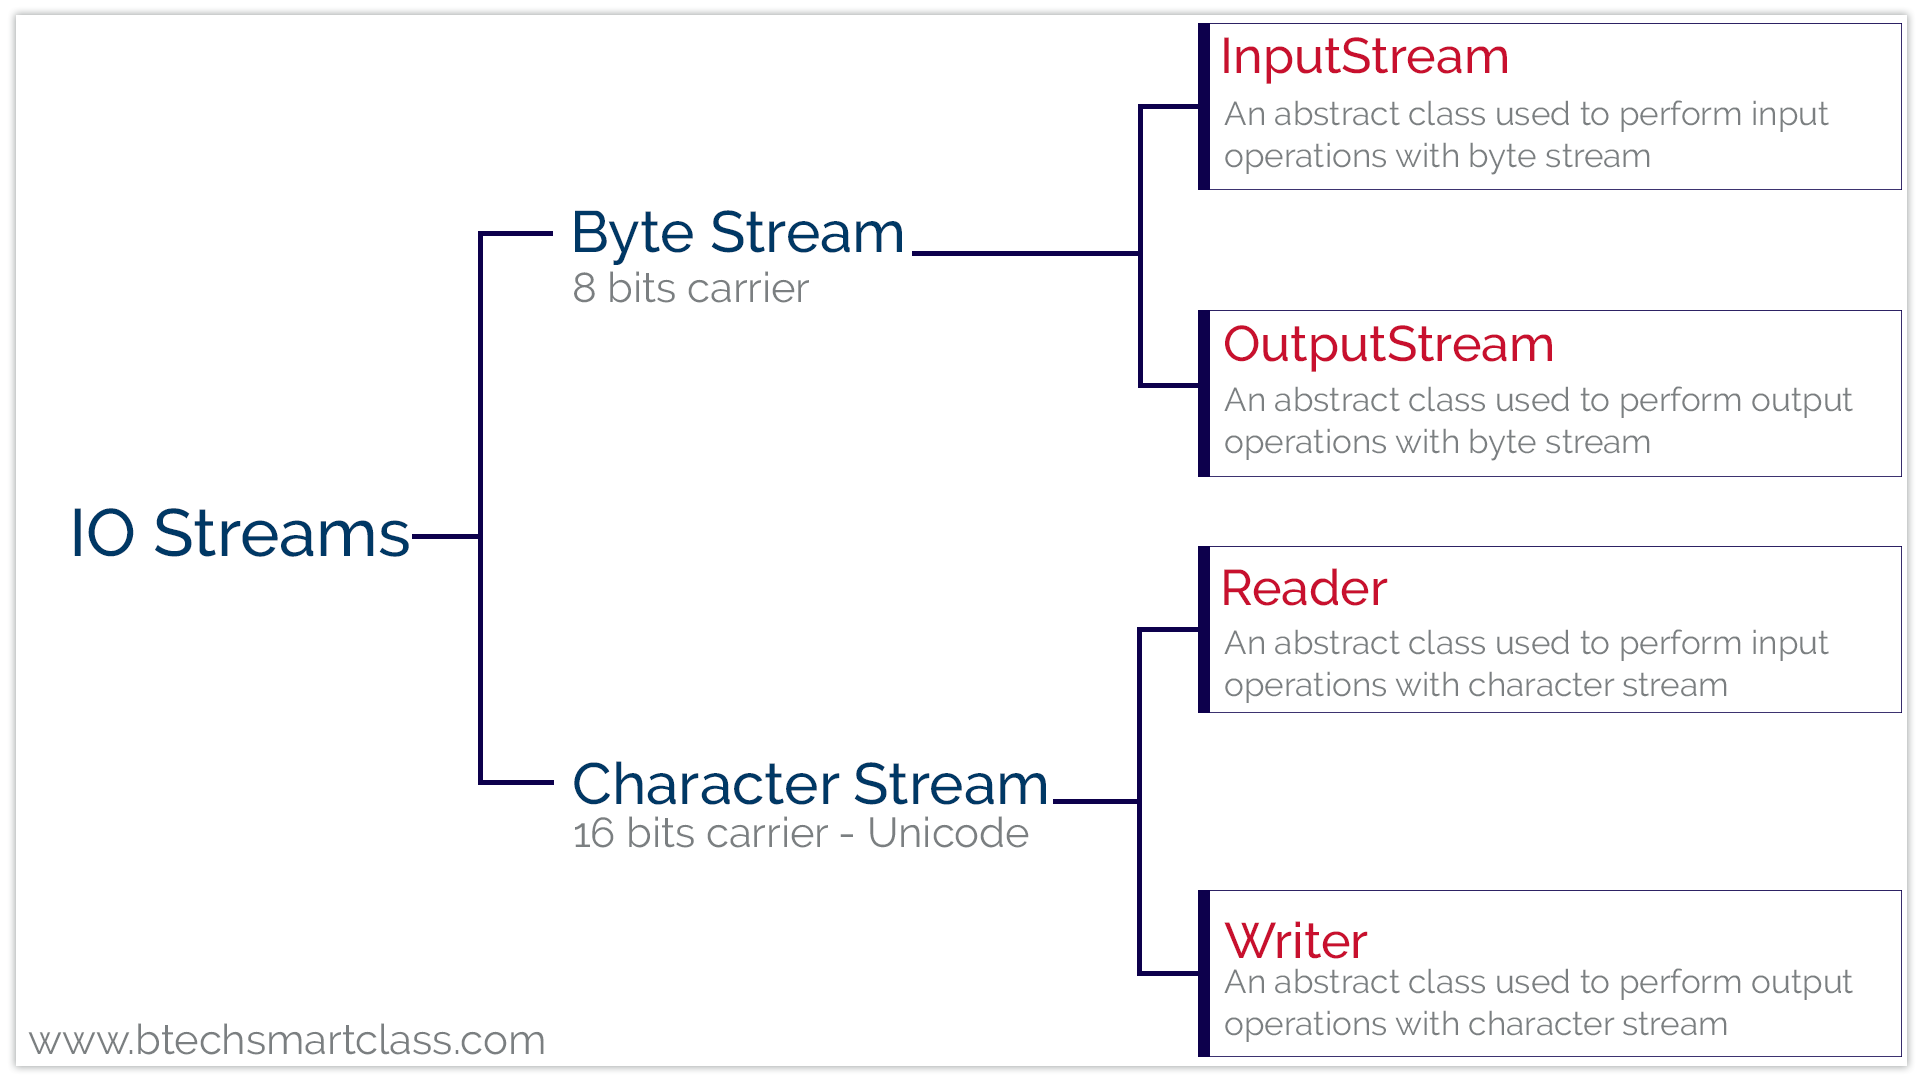 IO Streams
Byte Stream
8 bits carrier
InputStream
An abstract class used to perform input
operations with byte stream
OutputStream
An abstract class used to perform output
operations with byte stream
Character Stream
16 bits carrier - Unicode
Reader
An abstract class used to perform input
operations with character stream
Writer
An abstract class used to perform output
operations with character stream
www.btechsmartclass.com